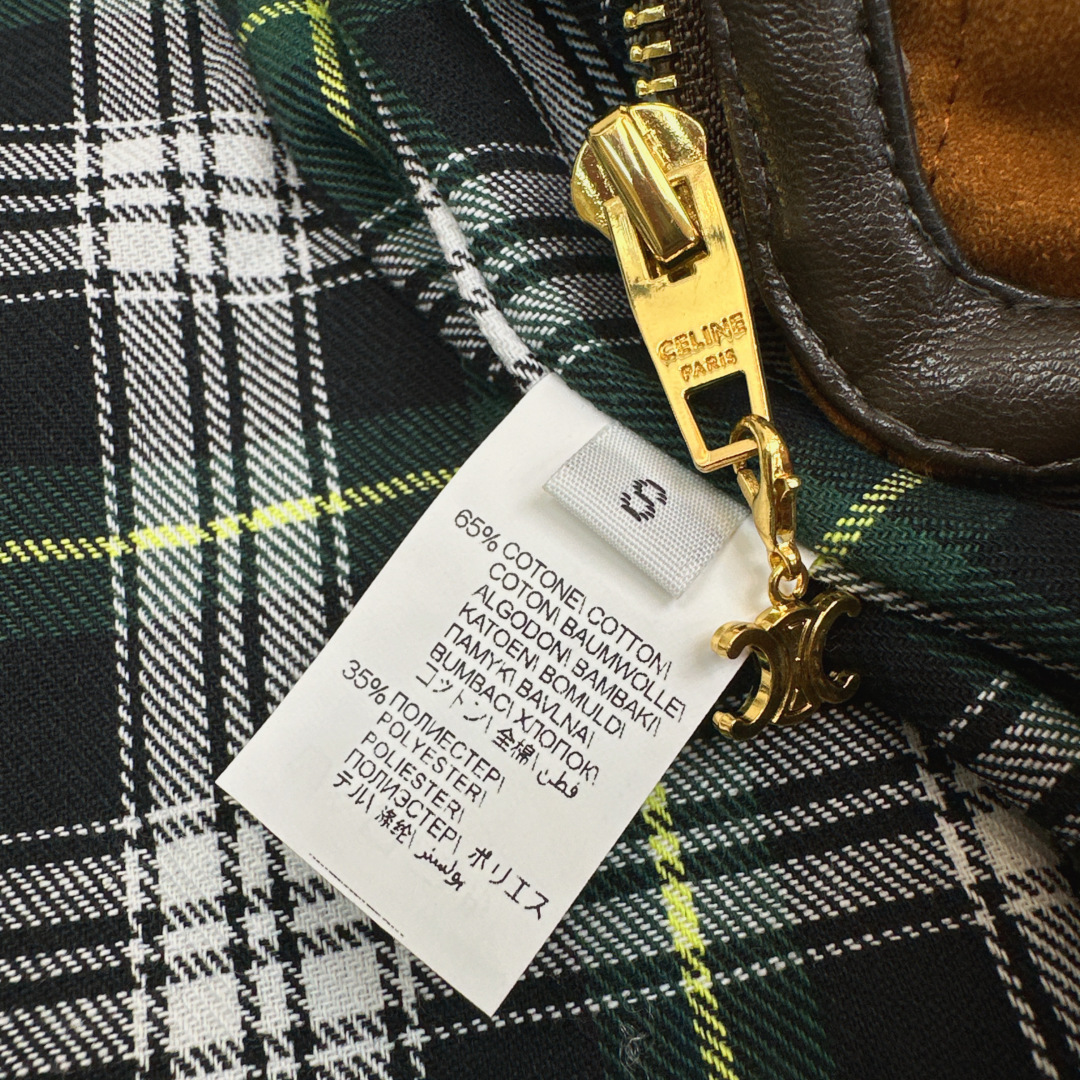 CELINE
PARIS
S
65% COTONE\ COTTON\
COTON\ BAUMWOLLE\
ALGODON\ BAMBAKI\
KATOEN\ BOMULD\
ПАМУК\ BAVLNA\
BUMBAC\ ХЛОПОК\
コットン\ 全棉\ قطن
35% ПОЛИЕСТЕР\
POLYESTER\
POLIESTER\
ПОЛИЭСТЕР\ ポリエス
テル\ 涤纶\ بوليستر